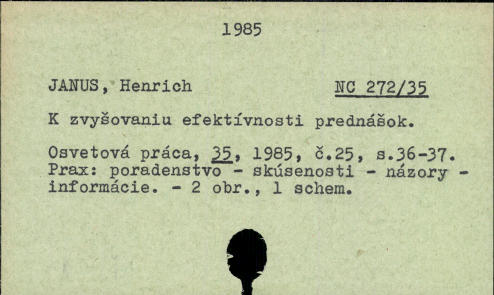 1985
JANUS, Henrich NC 272/35
K zvyšovaniu efektívnosti prednášok.
Osvetová práca, 35, 1985, č.25, s.36-37.
Prax: poradenstvo - skúsenosti - názory -
informácie. - 2 obr., 1 schem.